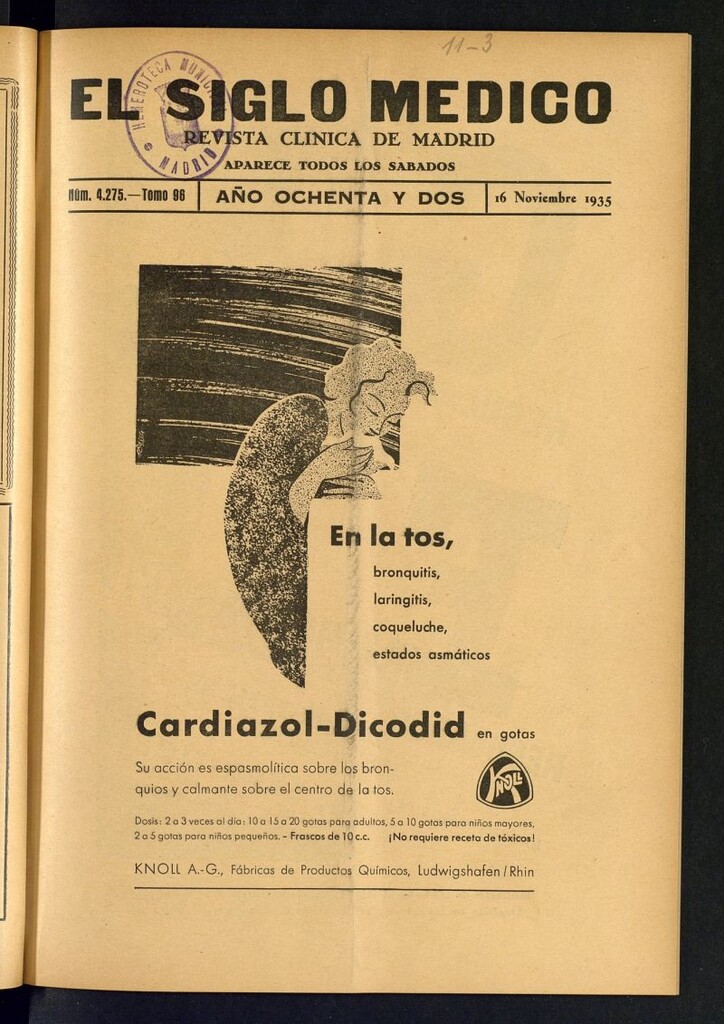 11-3
EL SIGLO MEDICO
HEMEROTECA MUNICIPAL
MADRID
REVISTA CLINICA DE MADRID
APARECE TODOS LOS SABADOS
Núm. 4.275.—Tomo 96
AÑO OCHENTA Y DOS
16 Noviembre 1935
En la tos,
bronquitis,
laringitis,
coqueluche,
estados asmáticos
Cardiazol-Dicodid en gotas
Su acción es espasmolítica sobre los bron-
quios y calmante sobre el centro de la tos.
KNOLL
Dosis: 2 a 3 veces al día: 10 a 15 a 20 gotas para adultos, 5 a 10 gotas para niños mayores,
2 a 5 gotas para niños pequeños. - Frascos de 10 c.c. ¡No requiere receta de tóxicos!
KNOLL A.-G., Fábricas de Productos Químicos, Ludwigshafen/Rhin